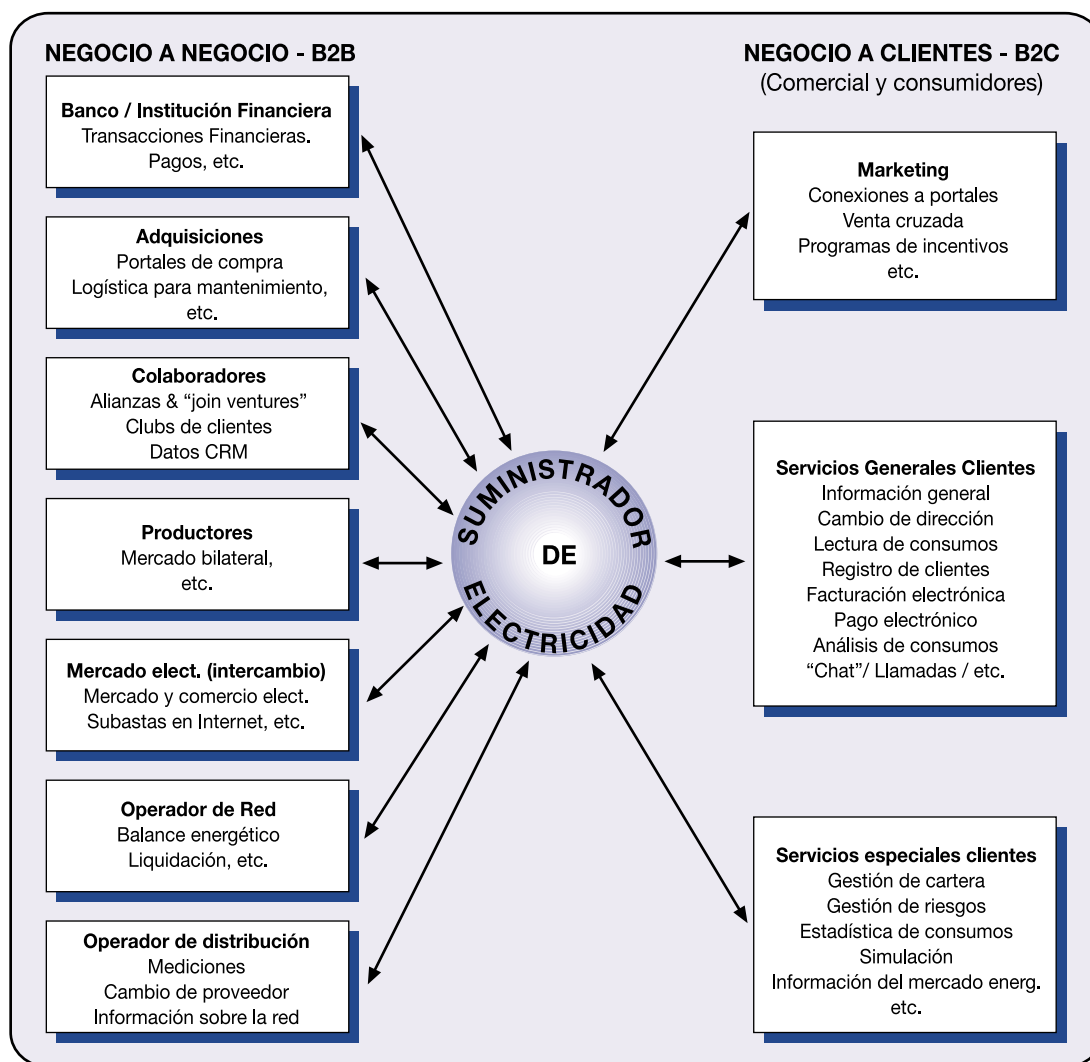 NEGOCIO A NEGOCIO - B2B
Banco / Institución Financiera
Transacciones Financieras.
Pagos, etc.
Adquisiciones
Portales de compra
Logística para mantenimiento,
etc.
Colaboradores
Alianzas & “join ventures”
Clubs de clientes
Datos CRM
Productores
Mercado bilateral,
etc.
Mercado elect. (intercambio)
Mercado y comercio elect.
Subastas en Internet, etc.
Operador de Red
Balance energético
Liquidación, etc.
Operador de distribución
Mediciones
Cambio de proveedor
Información sobre la red
SUMINISTRADOR
DE
ELECTRICIDAD
NEGOCIO A CLIENTES - B2C
(Comercial y consumidores)
Marketing
Conexiones a portales
Venta cruzada
Programas de incentivos
etc.
Servicios Generales Clientes
Información general
Cambio de dirección
Lectura de consumos
Registro de clientes
Facturación electrónica
Pago electrónico
Análisis de consumos
“Chat”/ Llamadas / etc.
Servicios especiales clientes
Gestión de cartera
Gestión de riesgos
Estadística de consumos
Simulación
Información del mercado energ.
etc.